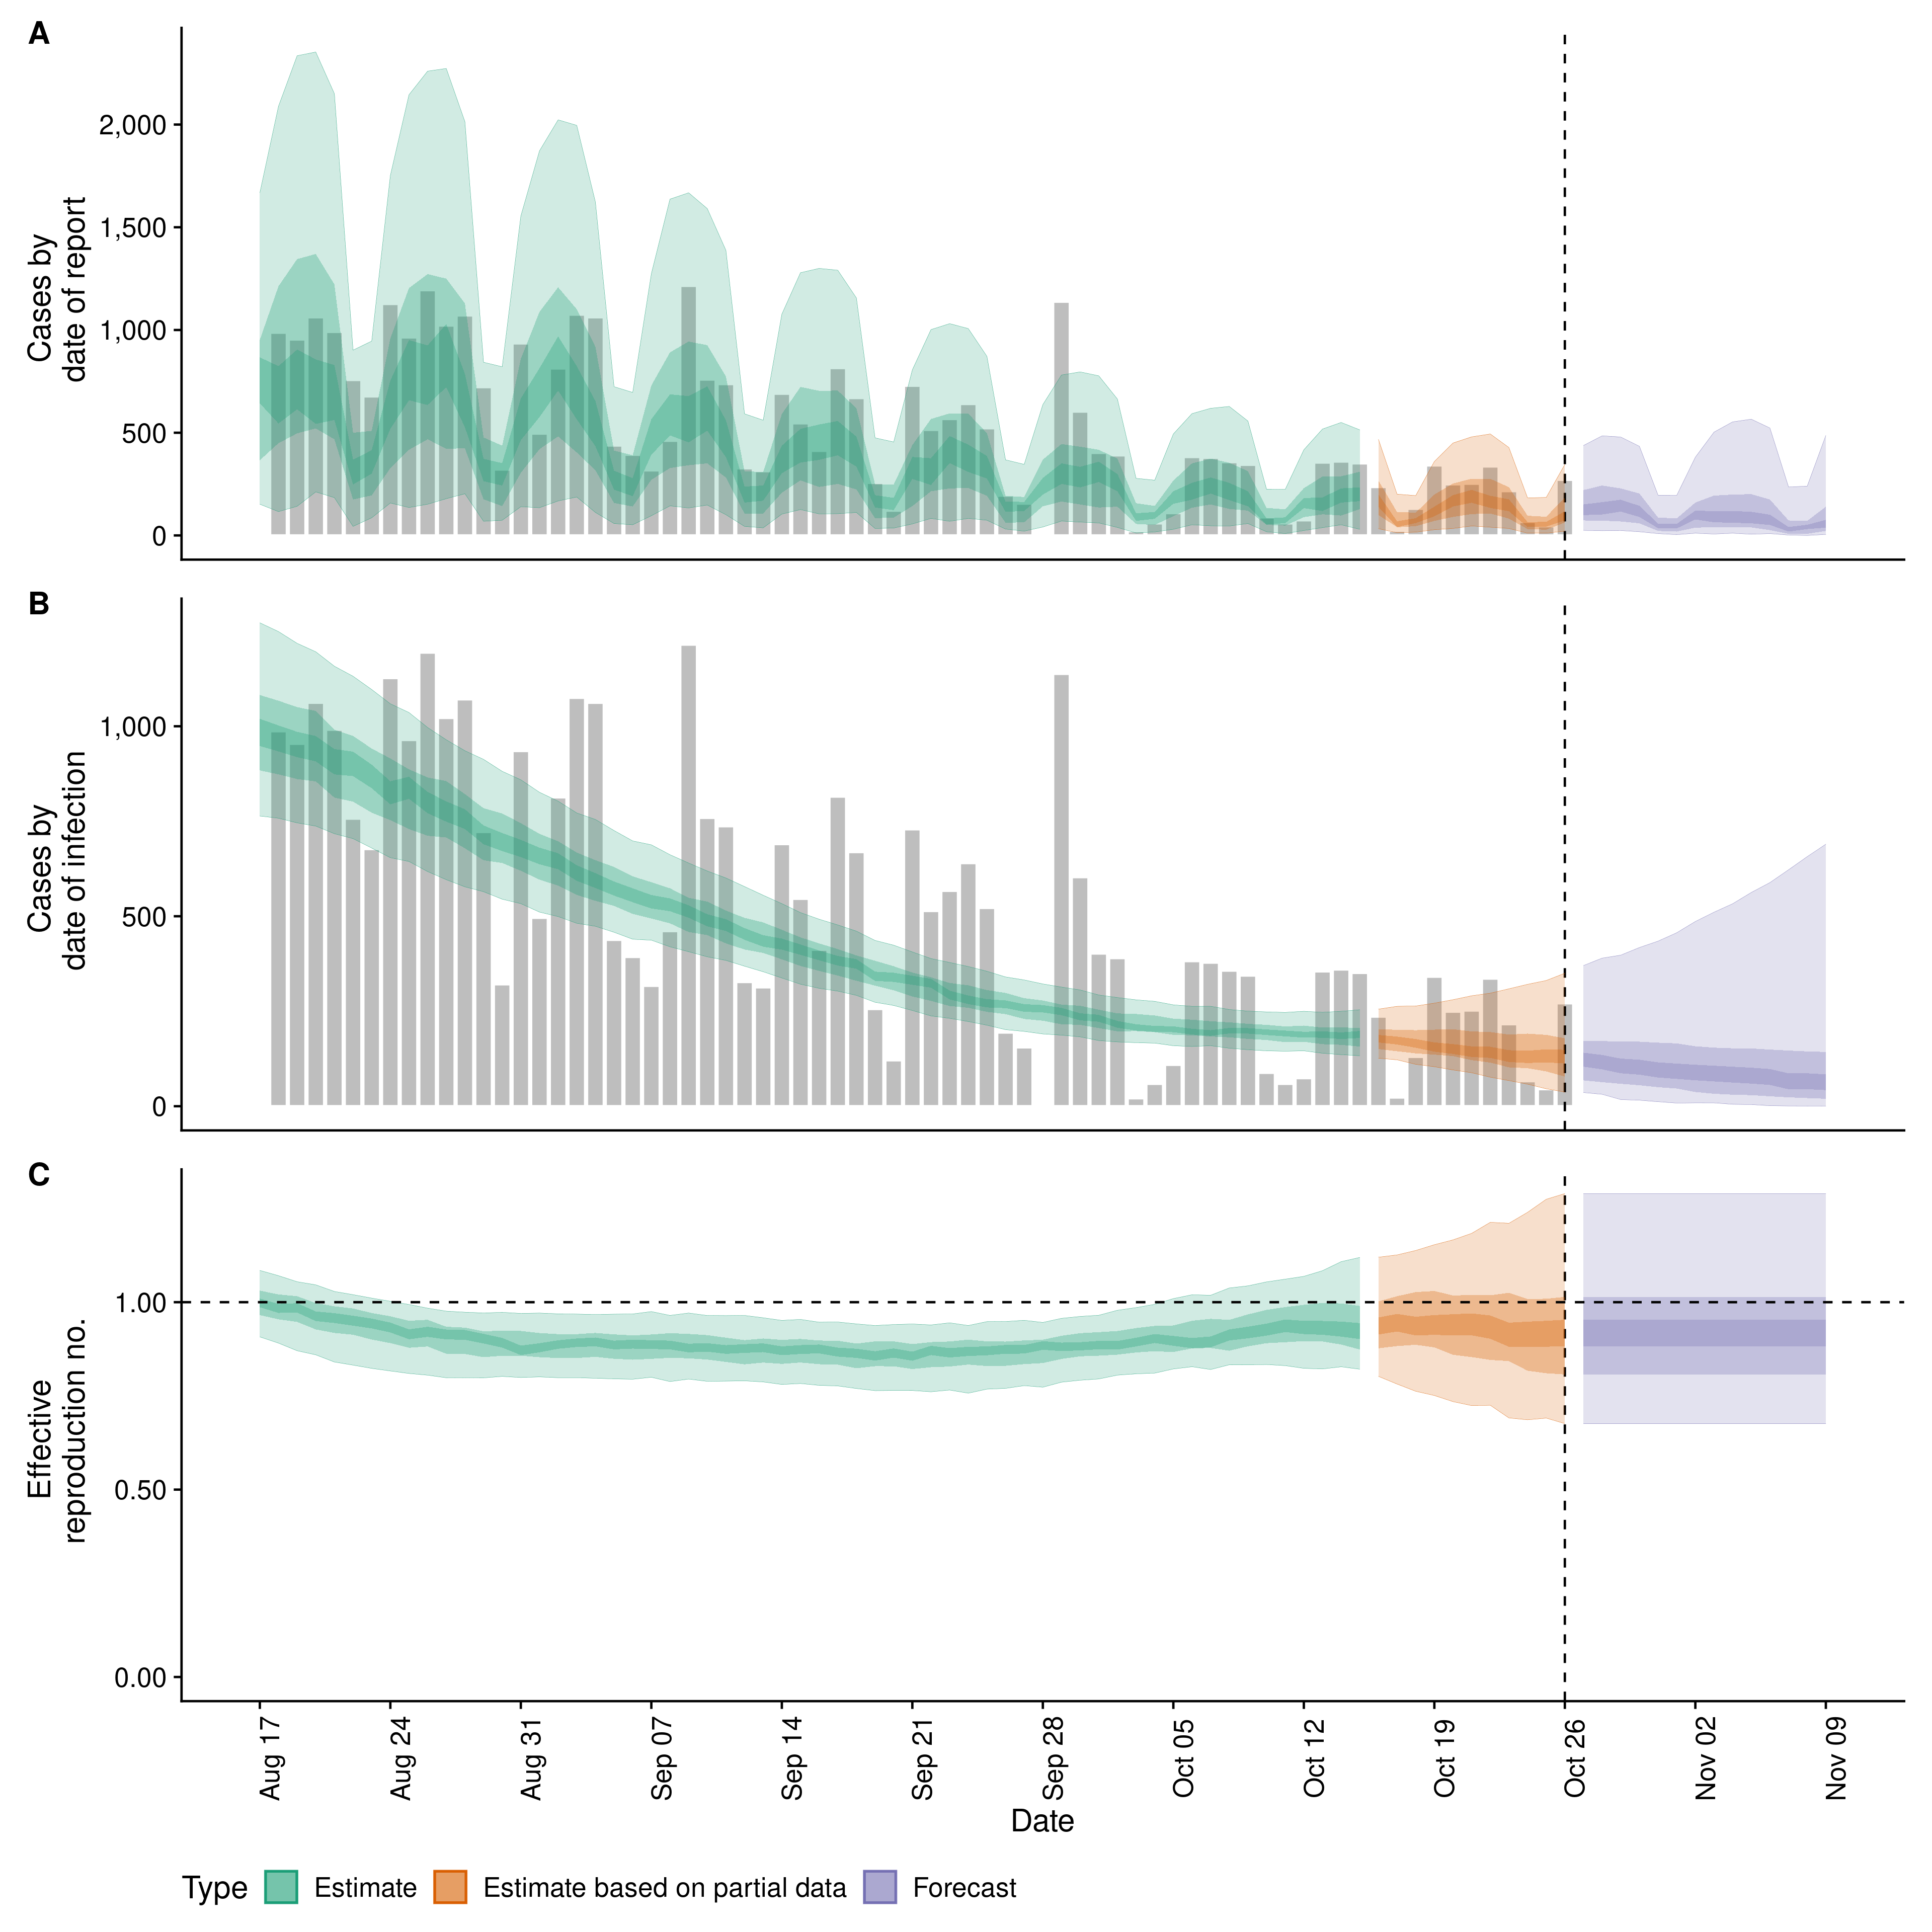 A
Cases by
date of report
2,000
1,500
1,000
500
0
B
Cases by
date of infection
1,000
500
0
C
Effective
reproduction no.
1.00
0.50
0.00
Aug 17
Aug 24
Aug 31
Sep 07
Sep 14
Sep 21
Sep 28
Oct 05
Oct 12
Oct 19
Oct 26
Nov 02
Nov 09
Date
Type
Estimate
Estimate based on partial data
Forecast